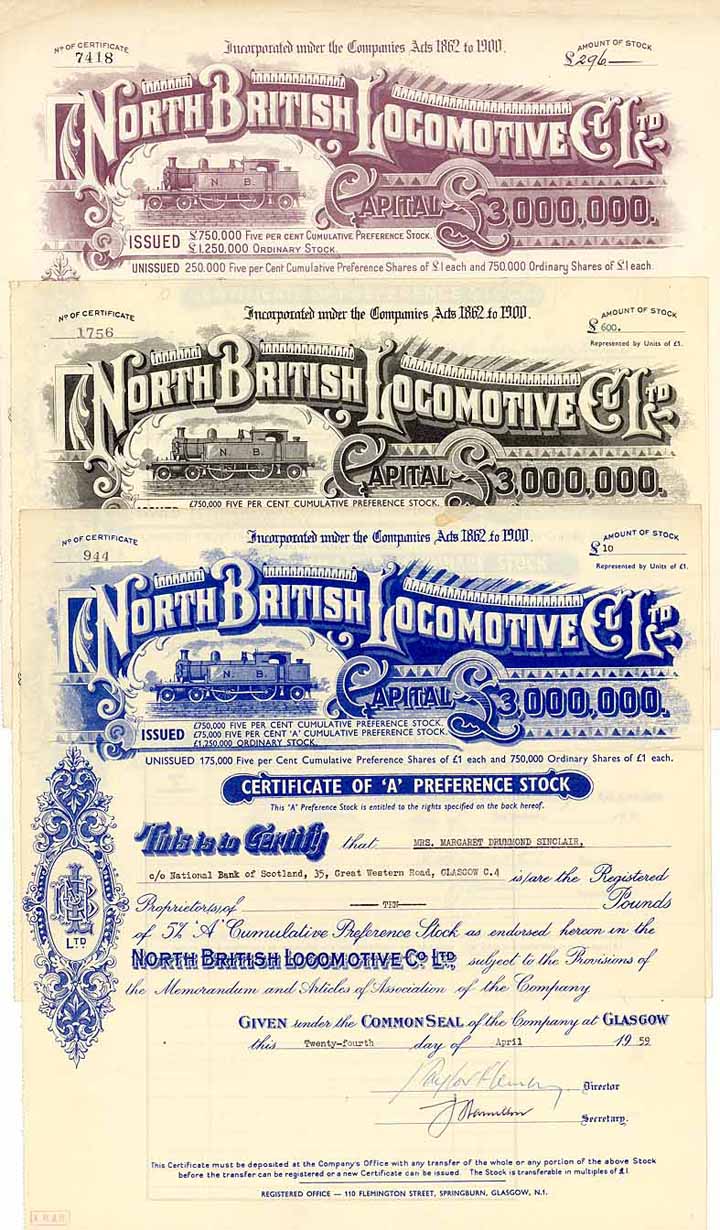 Nº OF CERTIFICATE
7418
Incorporated under the Companies Acts 1862 to 1900.
AMOUNT OF STOCK
£296
NORTH BRITISH LOCOMOTIVE Cº LTD
N. B.
CAPITAL £3,000,000.
ISSUED £750,000 FIVE PER CENT CUMULATIVE PREFERENCE STOCK.
£1,250,000 ORDINARY STOCK.
UNISSUED 250,000 Five per Cent Cumulative Preference Shares of £1 each and 750,000 Ordinary Shares of £1 each.
Nº OF CERTIFICATE
1756
Incorporated under the Companies Acts 1862 to 1900.
AMOUNT OF STOCK
£ 600.
Represented by Units of £1.
NORTH BRITISH LOCOMOTIVE Cº LTD
N. B.
CAPITAL £3,000,000.
£750,000 FIVE PER CENT CUMULATIVE PREFERENCE STOCK.
Nº OF CERTIFICATE
944
Incorporated under the Companies Acts 1862 to 1900.
AMOUNT OF STOCK
£ 10
Represented by Units of £1.
NORTH BRITISH LOCOMOTIVE Cº LTD
N. B.
CAPITAL £3,000,000.
£750,000 FIVE PER CENT CUMULATIVE PREFERENCE STOCK.
ISSUED £75,000 FIVE PER CENT 'A' CUMULATIVE PREFERENCE STOCK.
£1,250,000 ORDINARY STOCK.
UNISSUED 175,000 Five per Cent Cumulative Preference Shares of £1 each and 750,000 Ordinary Shares of £1 each.
CERTIFICATE OF 'A' PREFERENCE STOCK
This "A" Preference Stock is entitled to the rights specified on the back hereof.
This is to Certify that MRS. MARGARET DRUMMOND SINCLAIR,
c/o National Bank of Scotland, 35, Great Western Road, GLASGOW C.4 is/are the Registered
Proprietor(s) of TEN Pounds
of 5% "A" Cumulative Preference Stock as endorsed hereon in the
LTD
NORTH BRITISH LOCOMOTIVE Cº LTD, subject to the Provisions of
the Memorandum and Articles of Association of the Company
GIVEN under the COMMON SEAL of the Company at GLASGOW
this Twenty-fourth day of April 1959
Director
Secretary.
This Certificate must be deposited at the Company's Office with any transfer of the whole or any portion of the above Stock
before the transfer can be registered or a new Certificate can be issued. The Stock is transferable in multiples of £1.
REGISTERED OFFICE — 110 FLEMINGTON STREET, SPRINGBURN, GLASGOW, N.1.